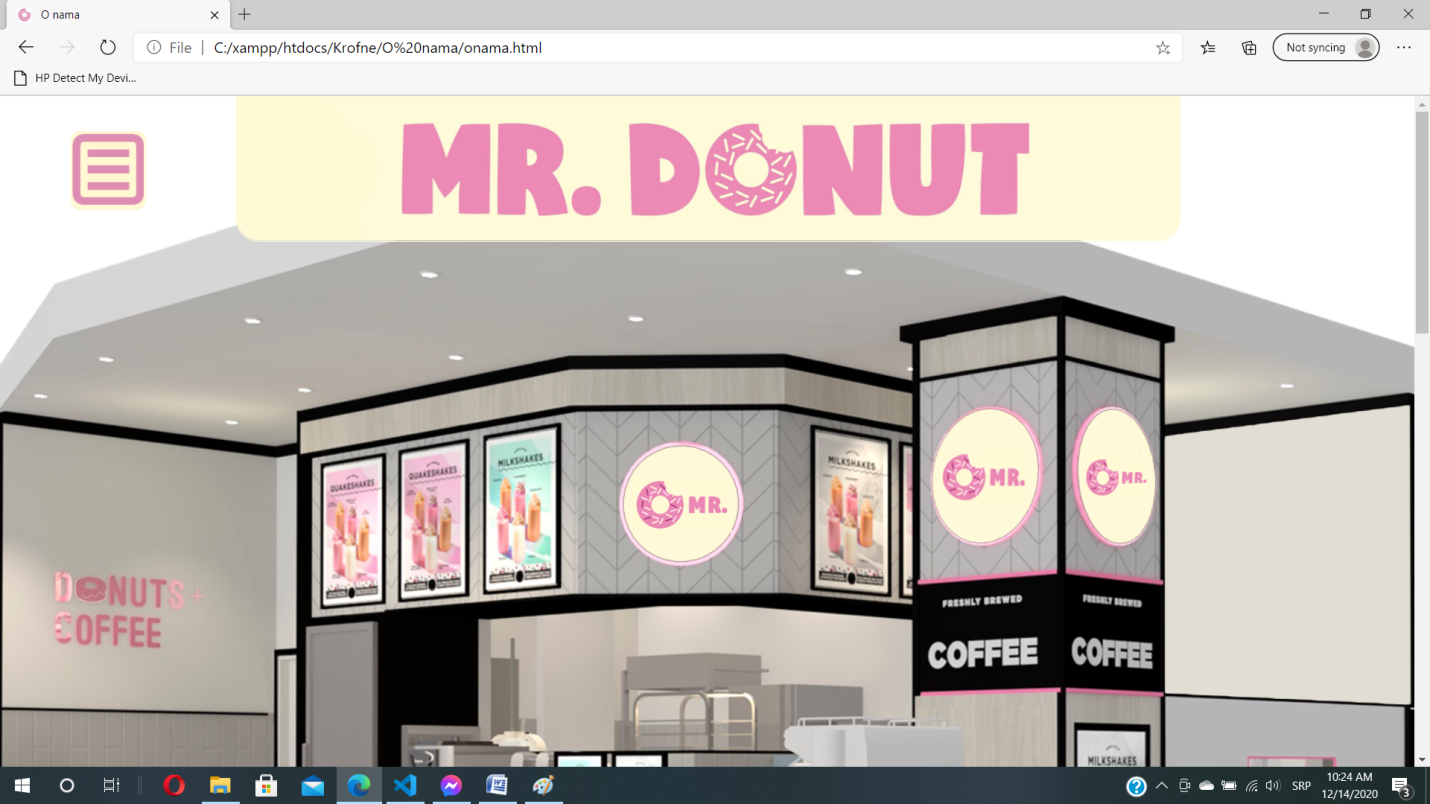 O nama
File
C:/xampp/htdocs/Krofne/O%20nama/onama.html
Not syncing
HP Detect My Devi...
MR. DONUT
QUAKESHAKES
QUAKESHAKES
MILKSHAKES
MILKSHAKES
MR.
MR.
MR.
FRESHLY BREWED
COFFEE
FRESHLY BREWED
COFFEE
DONUTS +
COFFEE
MILKSHAKES
SRP
10:24 AM
12/14/2020
3